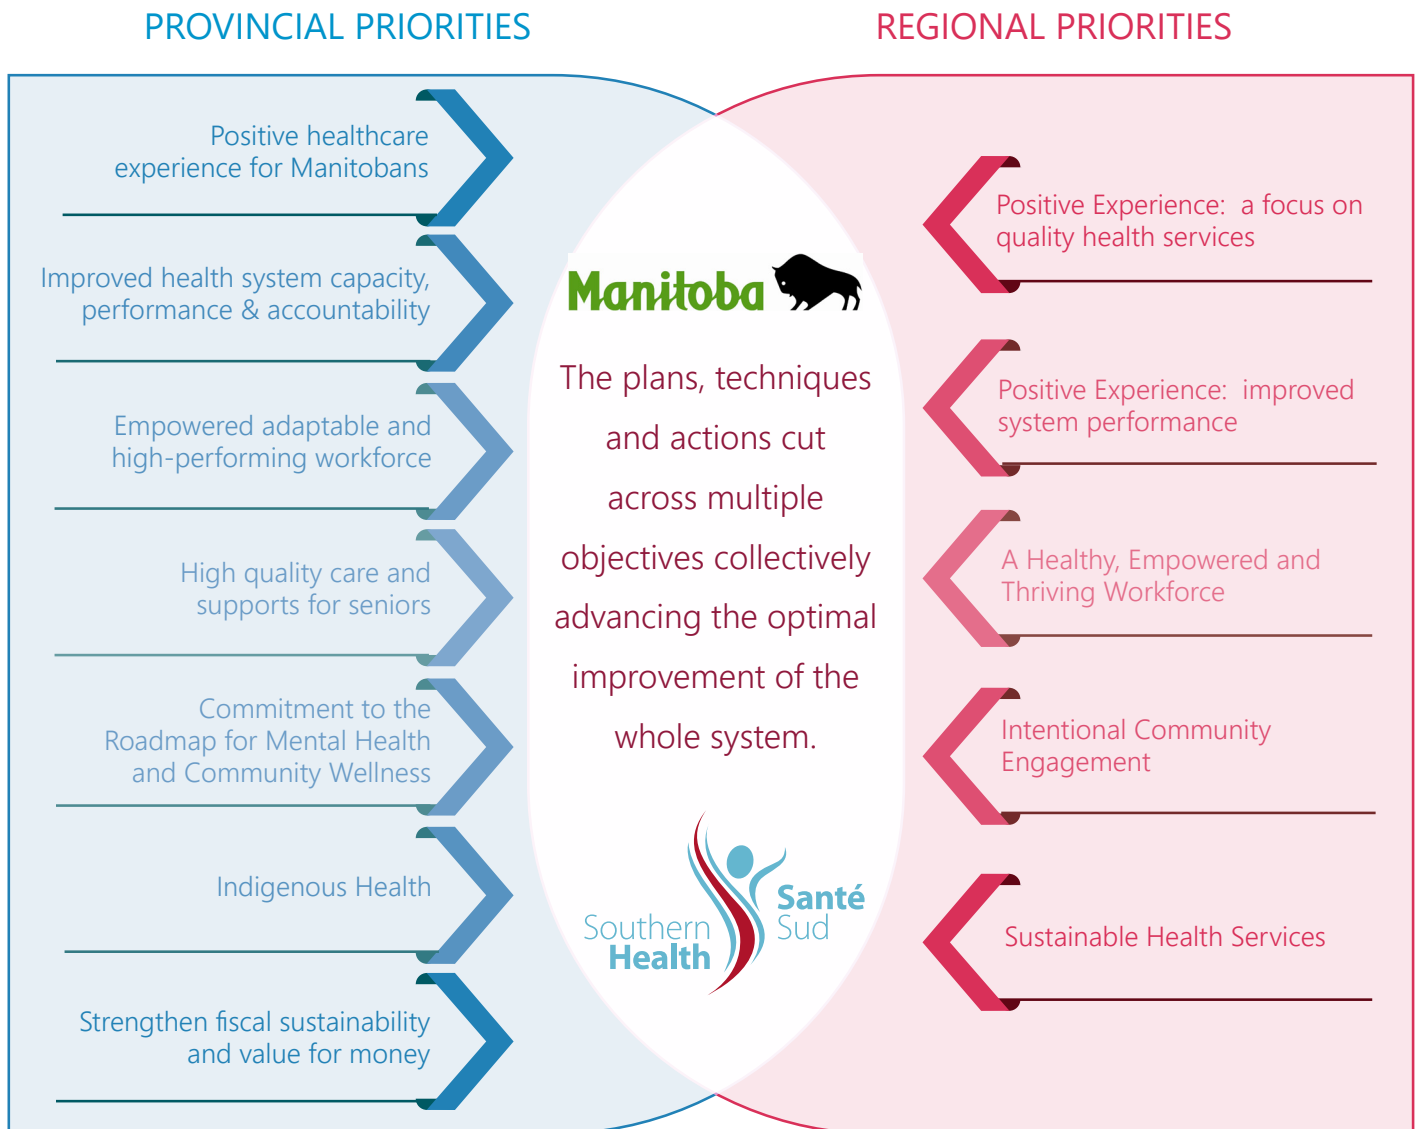 PROVINCIAL PRIORITIES
Positive healthcare
experience for Manitobans
Improved health system capacity,
performance & accountability
Empowered adaptable and
high-performing workforce
High quality care and
supports for seniors
Commitment to the
Roadmap for Mental Health
and Community Wellness
Indigenous Health
Strengthen fiscal sustainability
and value for money
Manitoba
The plans, techniques
and actions cut
across multiple
objectives collectively
advancing the optimal
improvement of the
whole system.
Southern
Health
Santé
Sud
REGIONAL PRIORITIES
Positive Experience: a focus on
quality health services
Positive Experience: improved
system performance
A Healthy, Empowered and
Thriving Workforce
Intentional Community
Engagement
Sustainable Health Services